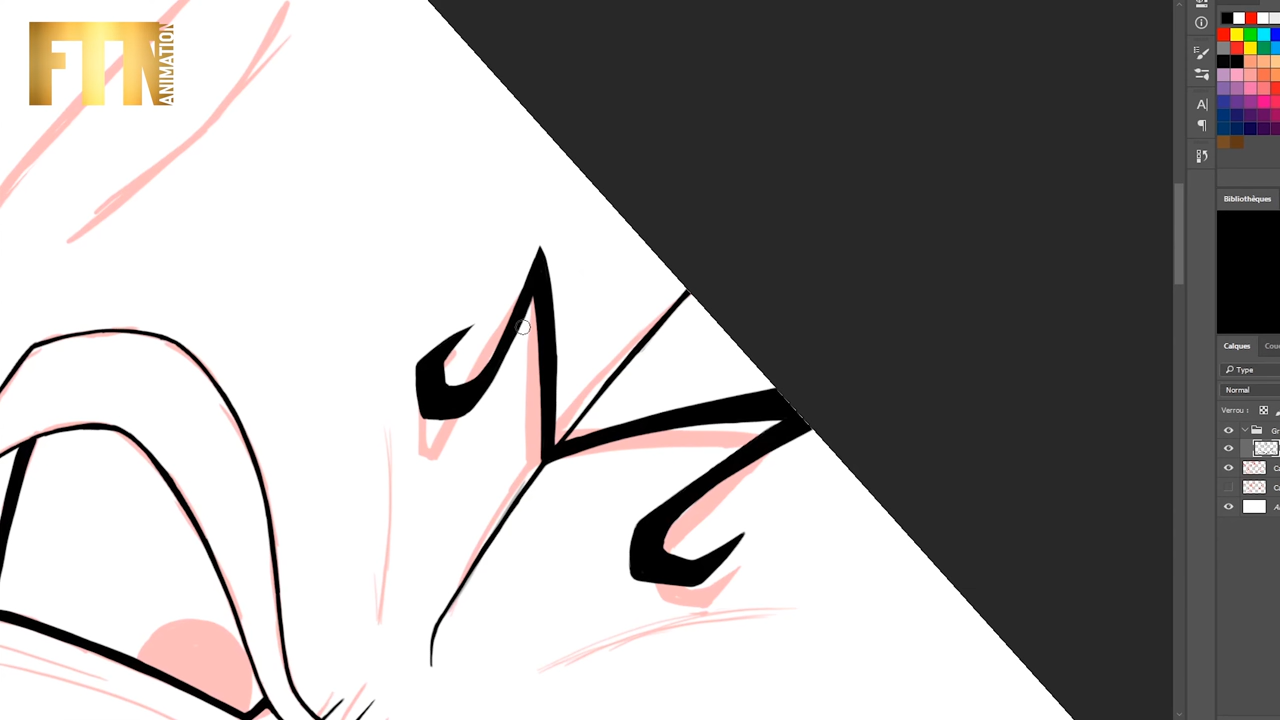 FTN
ANIMATION
A|
¶
Bibliothèques
Calques
Type
Normal
Verrou :